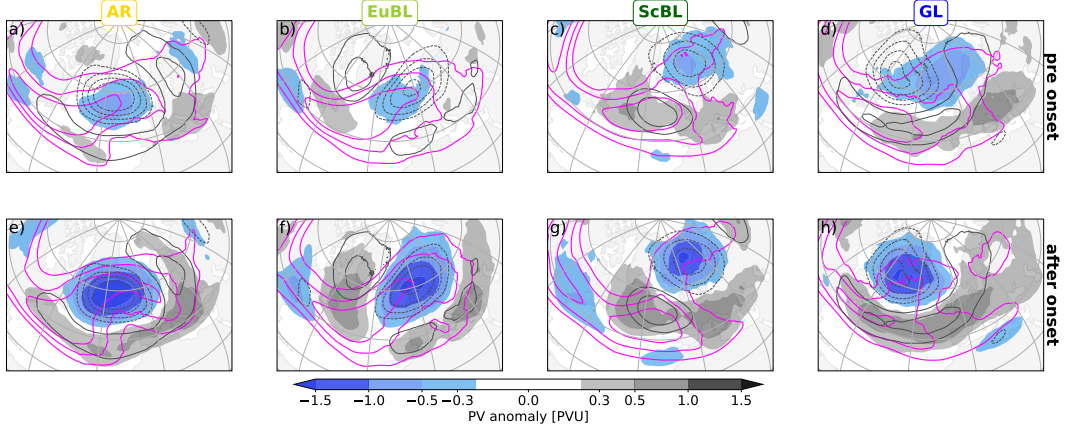 AR
EuBL
ScBL
GL
a)
b)
c)
d)
pre onset
e)
f)
g)
h)
after onset
−1.5
−1.0
−0.5
−0.3
0.0
0.3
0.5
1.0
1.5
PV anomaly [PVU]